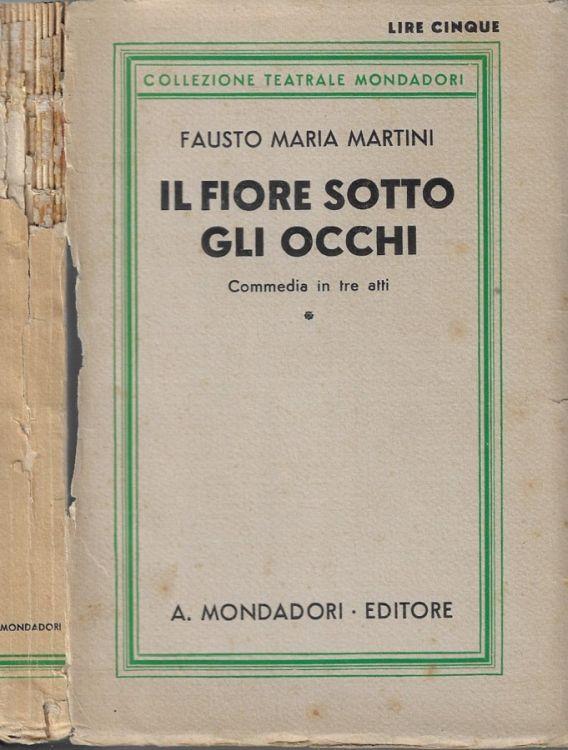 LIRE CINQUE
COLLEZIONE TEATRALE MONDADORI
FAUSTO MARIA MARTINI
IL FIORE SOTTO
GLI OCCHI
Commedia in tre atti
*
A. MONDADORI · EDITORE
MONDADORI